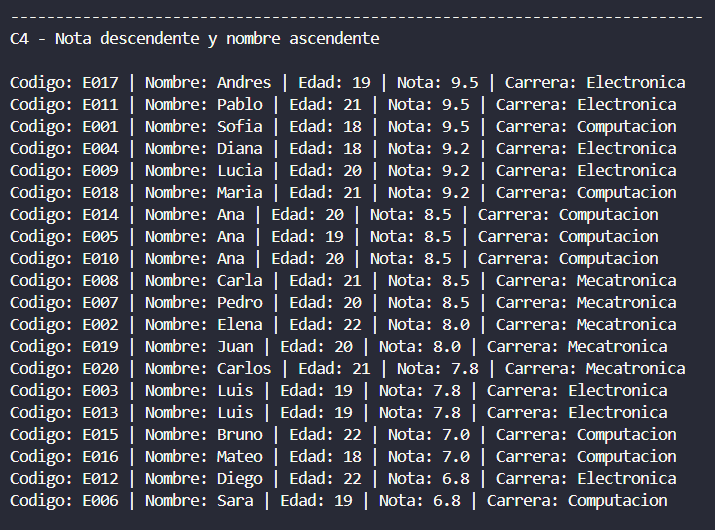 ----------------------------------------------------------------------------
C4 - Nota descendente y nombre ascendente
Codigo: E017 | Nombre: Andres | Edad: 19 | Nota: 9.5 | Carrera: Electronica
Codigo: E011 | Nombre: Pablo | Edad: 21 | Nota: 9.5 | Carrera: Electronica
Codigo: E001 | Nombre: Sofia | Edad: 18 | Nota: 9.5 | Carrera: Computacion
Codigo: E004 | Nombre: Diana | Edad: 18 | Nota: 9.2 | Carrera: Electronica
Codigo: E009 | Nombre: Lucia | Edad: 20 | Nota: 9.2 | Carrera: Electronica
Codigo: E018 | Nombre: Maria | Edad: 21 | Nota: 9.2 | Carrera: Computacion
Codigo: E014 | Nombre: Ana | Edad: 20 | Nota: 8.5 | Carrera: Computacion
Codigo: E005 | Nombre: Ana | Edad: 19 | Nota: 8.5 | Carrera: Computacion
Codigo: E010 | Nombre: Ana | Edad: 20 | Nota: 8.5 | Carrera: Computacion
Codigo: E008 | Nombre: Carla | Edad: 21 | Nota: 8.5 | Carrera: Mecatronica
Codigo: E007 | Nombre: Pedro | Edad: 20 | Nota: 8.5 | Carrera: Mecatronica
Codigo: E002 | Nombre: Elena | Edad: 22 | Nota: 8.0 | Carrera: Mecatronica
Codigo: E019 | Nombre: Juan | Edad: 20 | Nota: 8.0 | Carrera: Mecatronica
Codigo: E020 | Nombre: Carlos | Edad: 21 | Nota: 7.8 | Carrera: Mecatronica
Codigo: E003 | Nombre: Luis | Edad: 19 | Nota: 7.8 | Carrera: Electronica
Codigo: E013 | Nombre: Luis | Edad: 19 | Nota: 7.8 | Carrera: Electronica
Codigo: E015 | Nombre: Bruno | Edad: 22 | Nota: 7.0 | Carrera: Computacion
Codigo: E016 | Nombre: Mateo | Edad: 18 | Nota: 7.0 | Carrera: Computacion
Codigo: E012 | Nombre: Diego | Edad: 22 | Nota: 6.8 | Carrera: Electronica
Codigo: E006 | Nombre: Sara | Edad: 19 | Nota: 6.8 | Carrera: Computacion